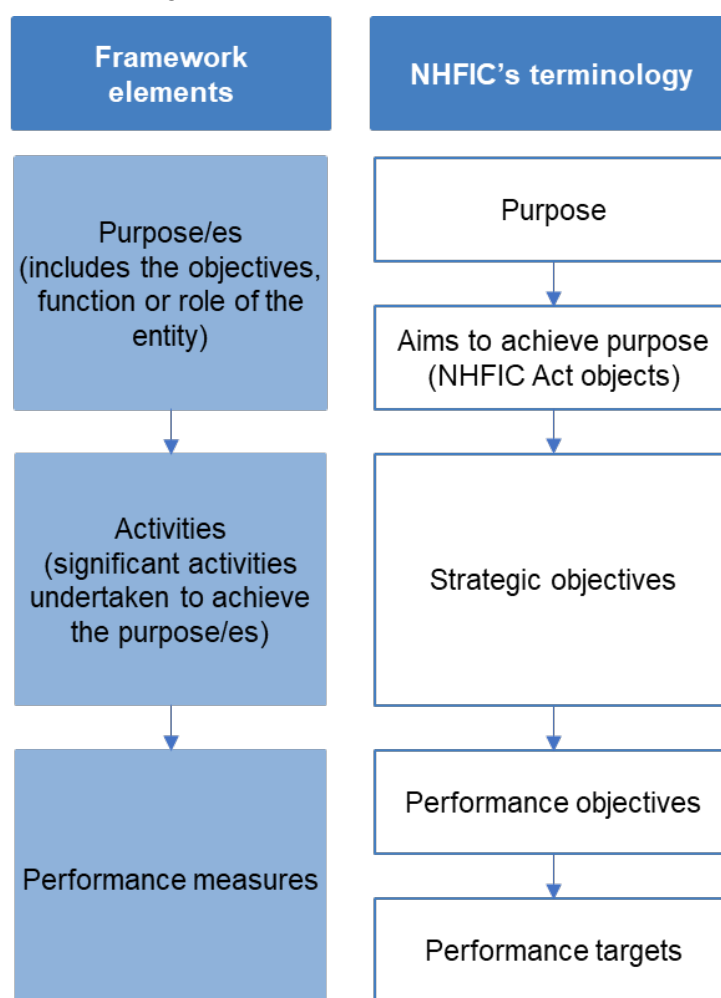 Framework
elements
NHFIC's terminology
Purpose/es
(includes the objectives,
function or role of the
entity)
Purpose
Aims to achieve purpose
(NHFIC Act objects)
Activities
(significant activities
undertaken to achieve
the purpose/es)
Strategic objectives
Performance measures
Performance objectives
Performance targets